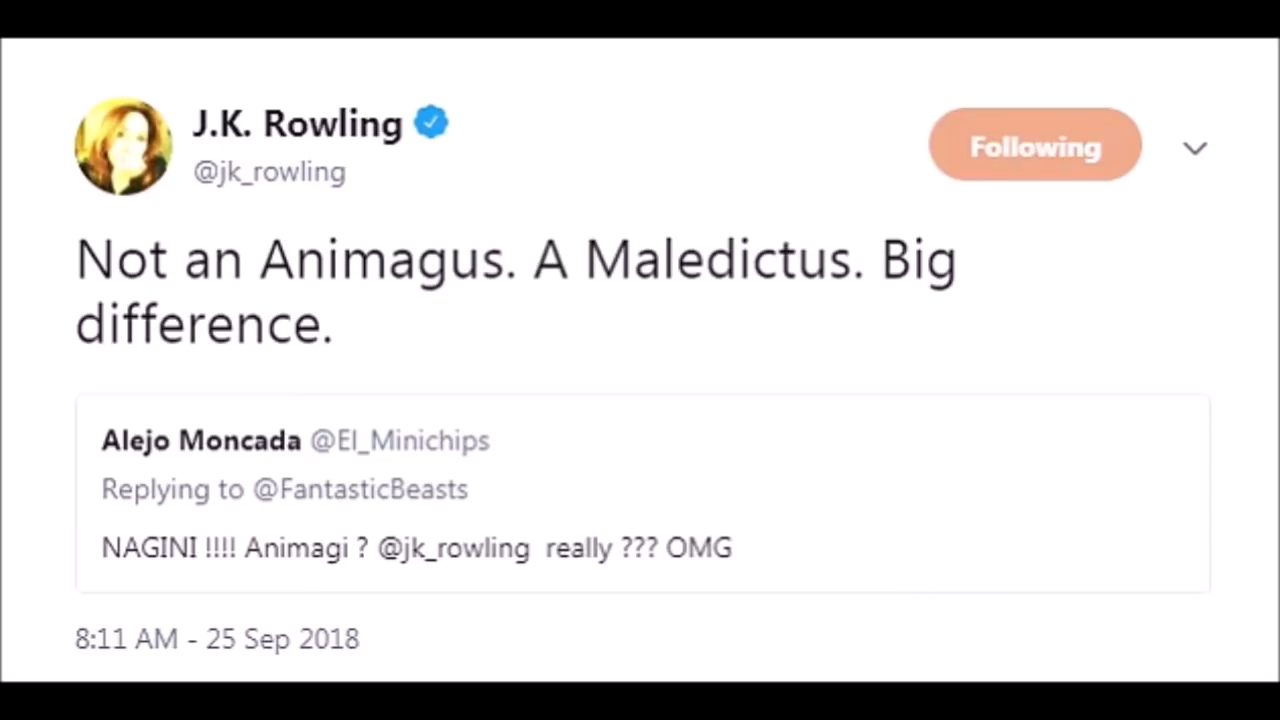 J.K. Rowling
Following
@jk_rowling
Not an Animagus. A Maledictus. Big
difference.
Alejo Moncada @El_Minichips
Replying to @FantasticBeasts
NAGINI !!!! Animagi ? @jk_rowling really ??? OMG
8:11 AM - 25 Sep 2018